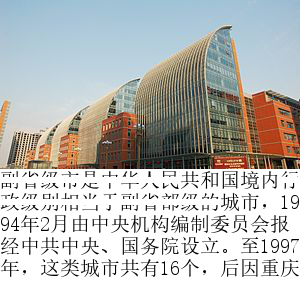 副省级市是中华人民共和国境内行
政级别相当于副省部级的城市，19
94年2月由中央机构编制委员会报
经中共中央、国务院设立。至1997
年，这类城市共有16个，后因重庆